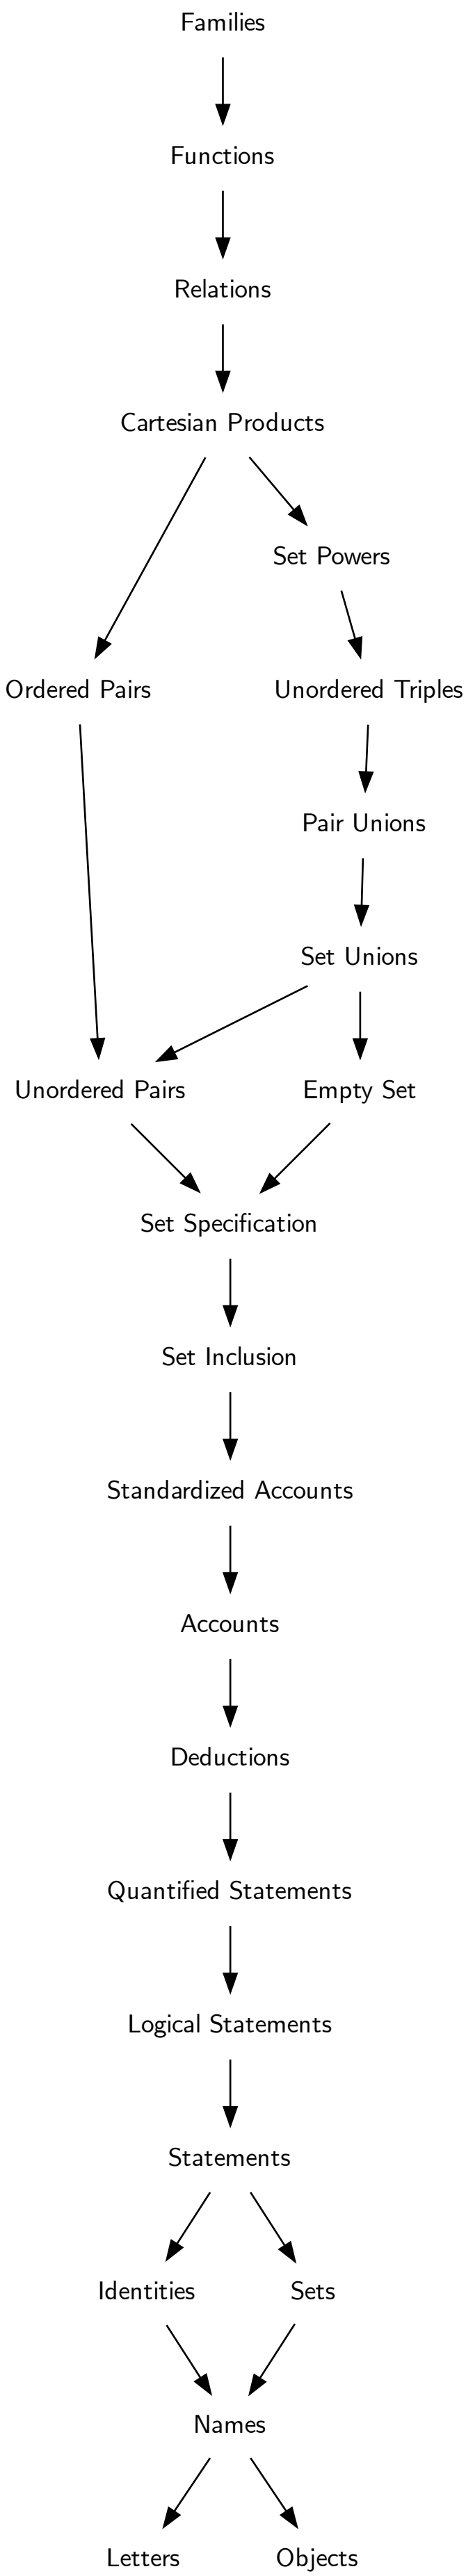 Families
Functions
Relations
Cartesian Products
Set Powers
Ordered Pairs
Unordered Triples
Pair Unions
Set Unions
Unordered Pairs
Empty Set
Set Specification
Set Inclusion
Standardized Accounts
Accounts
Deductions
Quantified Statements
Logical Statements
Statements
Identities
Sets
Names
Letters
Objects